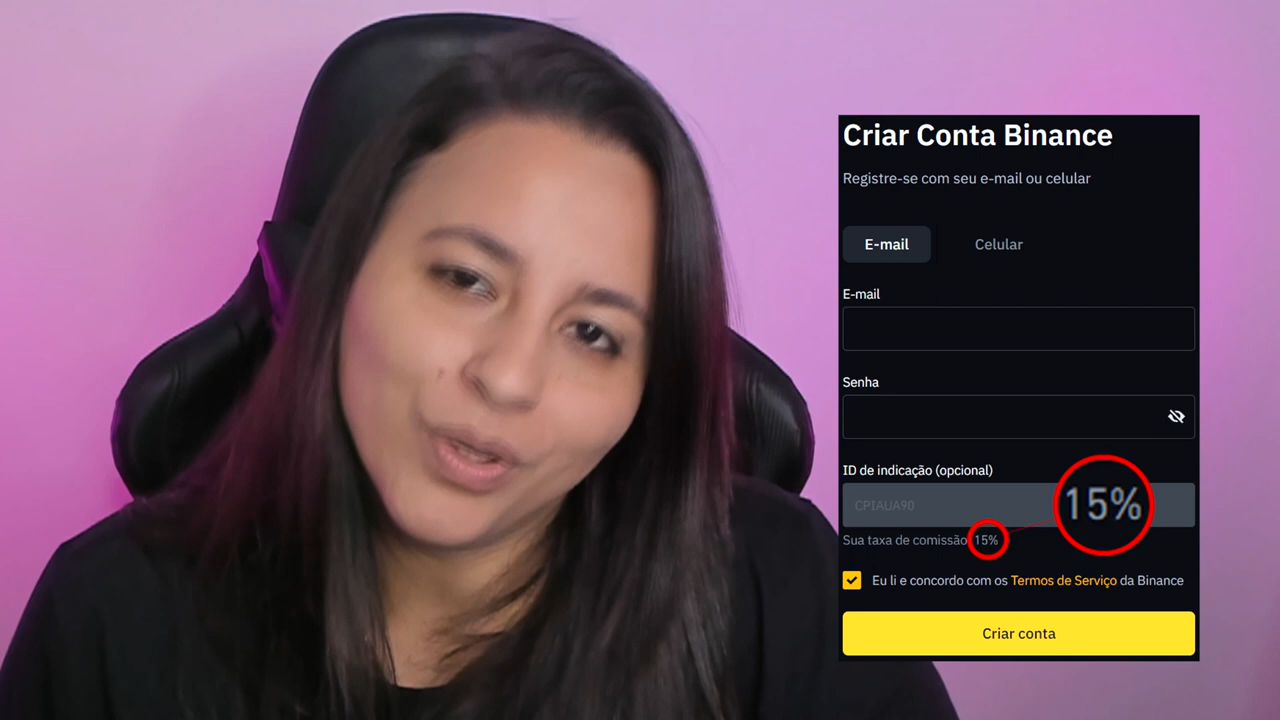 Criar Conta Binance
Registre-se com seu e-mail ou celular
E-mail Celular
E-mail
Senha
ID de indicação (opcional)
CPIAUA90
15%
Sua taxa de comissão 15%
Eu li e concordo com os Termos de Serviço da Binance
Criar conta